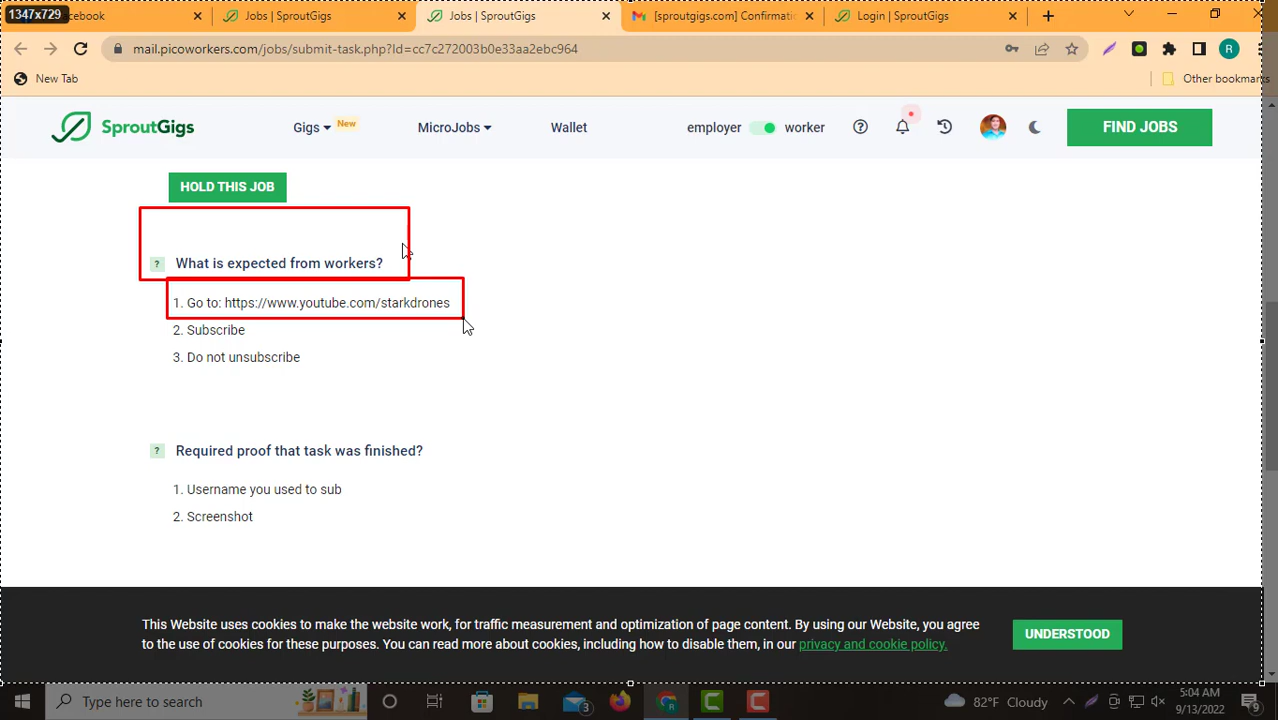 1347x729
cebook
Jobs | SproutGigs
Jobs | SproutGigs
[sproutgigs.com] Confirmati
Login | SproutGigs
mail.picoworkers.com/jobs/submit-task.php?Id=cc7c272003b0e33aa2ebc964
R
New Tab
Other bookmarks
SproutGigs
Gigs
New
MicroJobs
Wallet
employer
worker
FIND JOBS
HOLD THIS JOB
? What is expected from workers?
1. Go to: https://www.youtube.com/starkdrones
2. Subscribe
3. Do not unsubscribe
? Required proof that task was finished?
1. Username you used to sub
2. Screenshot
This Website uses cookies to make the website work, for traffic measurement and optimization of page content. By using our Website, you agree
to the use of cookies for these purposes. You can read more about cookies, including how to disable them, in our privacy and cookie policy.
UNDERSTOOD
Type here to search
3
82°F Cloudy
5:04 AM
9/13/2022
9